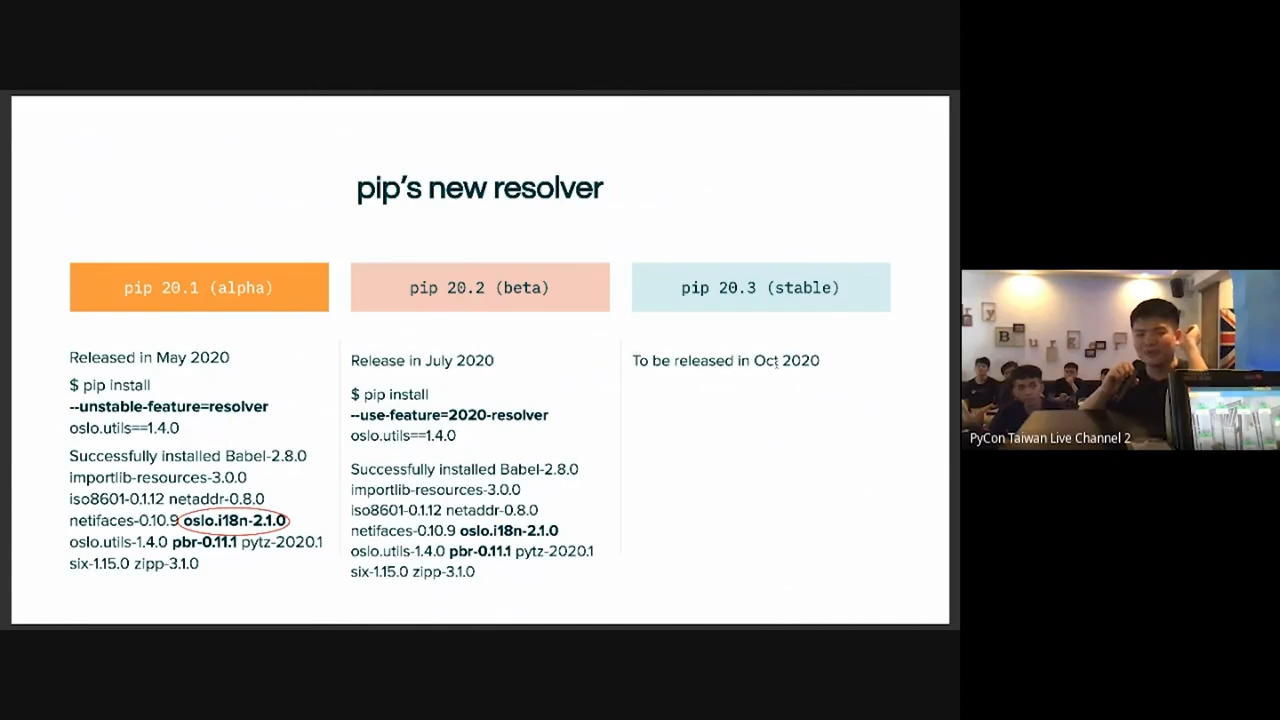 pip's new resolver
pip 20.1 (alpha)
Released in May 2020
$ pip install
--unstable-feature=resolver
oslo.utils==1.4.0
Successfully installed Babel-2.8.0
importlib-resources-3.0.0
iso8601-0.1.12 netaddr-0.8.0
netifaces-0.10.9 oslo.i18n-2.1.0
oslo.utils-1.4.0 pbr-0.11.1 pytz-2020.1
six-1.15.0 zipp-3.1.0
pip 20.2 (beta)
Release in July 2020
$ pip install
--use-feature=2020-resolver
oslo.utils==1.4.0
Successfully installed Babel-2.8.0
importlib-resources-3.0.0
iso8601-0.1.12 netaddr-0.8.0
netifaces-0.10.9 oslo.i18n-2.1.0
oslo.utils-1.4.0 pbr-0.11.1 pytz-2020.1
six-1.15.0 zipp-3.1.0
pip 20.3 (stable)
To be released in Oct 2020
PyCon Taiwan Live Channel 2